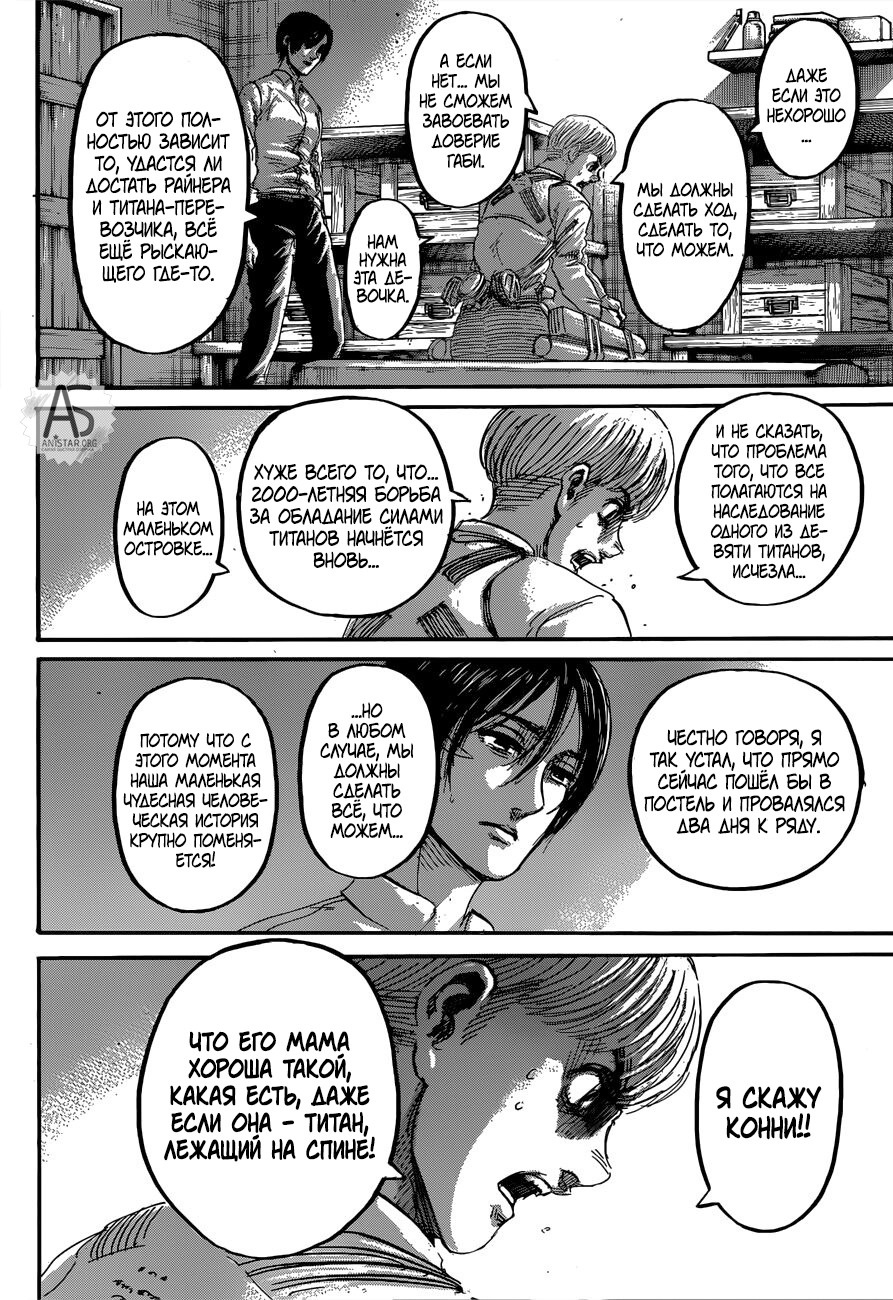 ДАЖЕ
ЕСЛИ ЭТО
НЕХОРОШО
...
МЫ ДОЛЖНЫ
СДЕЛАТЬ ХОД,
СДЕЛАТЬ ТО,
ЧТО МОЖЕМ.
А ЕСЛИ
НЕТ... МЫ
НЕ СМОЖЕМ
ЗАВОЕВАТЬ
ДОВЕРИЕ
ГАБИ.
НАМ
НУЖНА
ЭТА ДЕ-
ВОЧКА.
ОТ ЭТОГО ПОЛ-
НОСТЬЮ ЗАВИСИТ
ТО, УДАСТСЯ ЛИ
ДОСТАТЬ РАЙНЕРА
И ТИТАНА-ПЕРЕ-
ВОЗЧИКА, ВСЁ
ЕЩЁ РЫСКАЮ-
ЩЕГО ГДЕ-ТО.
И НЕ СКАЗАТЬ,
ЧТО ПРОБЛЕМА
ТОГО, ЧТО ВСЕ
ПОЛАГАЮТСЯ НА
НАСЛЕДОВАНИЕ
ОДНОГО ИЗ ДЕ-
ВЯТИ ТИТАНОВ,
ИСЧЕЗЛА...
ХУЖЕ ВСЕГО ТО, ЧТО...
2000-ЛЕТНЯЯ БОРЬБА
ЗА ОБЛАДАНИЕ СИЛАМИ
ТИТАНОВ НАЧНЁТСЯ
ВНОВЬ...
НА ЭТОМ
МАЛЕНЬКОМ
ОСТРОВКЕ...
AS
ANISTAR.ORG
ЧЕСТНО ГОВОРЯ, Я
ТАК УСТАЛ, ЧТО ПРЯМО
СЕЙЧАС ПОШЁЛ БЫ В
ПОСТЕЛЬ И ПРОВАЛЯЛСЯ
ДВА ДНЯ К РЯДУ.
...НО
В ЛЮБОМ
СЛУЧАЕ, МЫ
ДОЛЖНЫ
СДЕЛАТЬ
ВСЁ, ЧТО
МОЖЕМ...
ПОТОМУ ЧТО С
ЭТОГО МОМЕНТА
НАША МАЛЕНЬКАЯ
ЧУДЕСНАЯ ЧЕЛОВЕ-
ЧЕСКАЯ ИСТОРИЯ
КРУПНО ПОМЕНЯ-
ЕТСЯ!
Я СКАЖУ
КОННИ!!
ЧТО ЕГО МАМА
ХОРОША ТАКОЙ,
КАКАЯ ЕСТЬ, ДАЖЕ
ЕСЛИ ОНА - ТИТАН,
ЛЕЖАЩИЙ НА СПИНЕ!